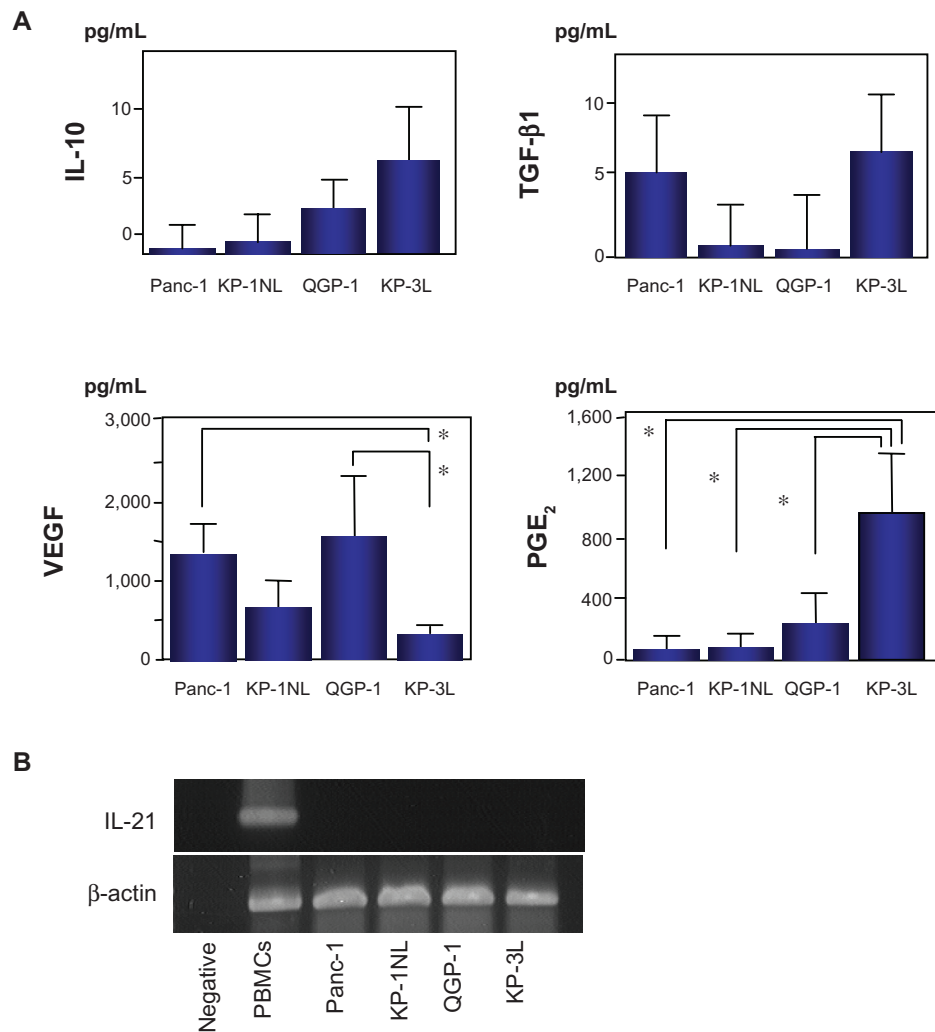 A
pg/mL
IL-10
10
5
0
Panc-1 KP-1NL QGP-1 KP-3L
pg/mL
TGF-β1
10
5
0
Panc-1 KP-1NL QGP-1 KP-3L
pg/mL
VEGF
3,000
2,000
1,000
0
*
*
Panc-1 KP-1NL QGP-1 KP-3L
pg/mL
PGE₂
1,600
1,200
800
400
0
*
*
*
Panc-1 KP-1NL QGP-1 KP-3L
B
IL-21
β-actin
Negative
PBMCs
Panc-1
KP-1NL
QGP-1
KP-3L